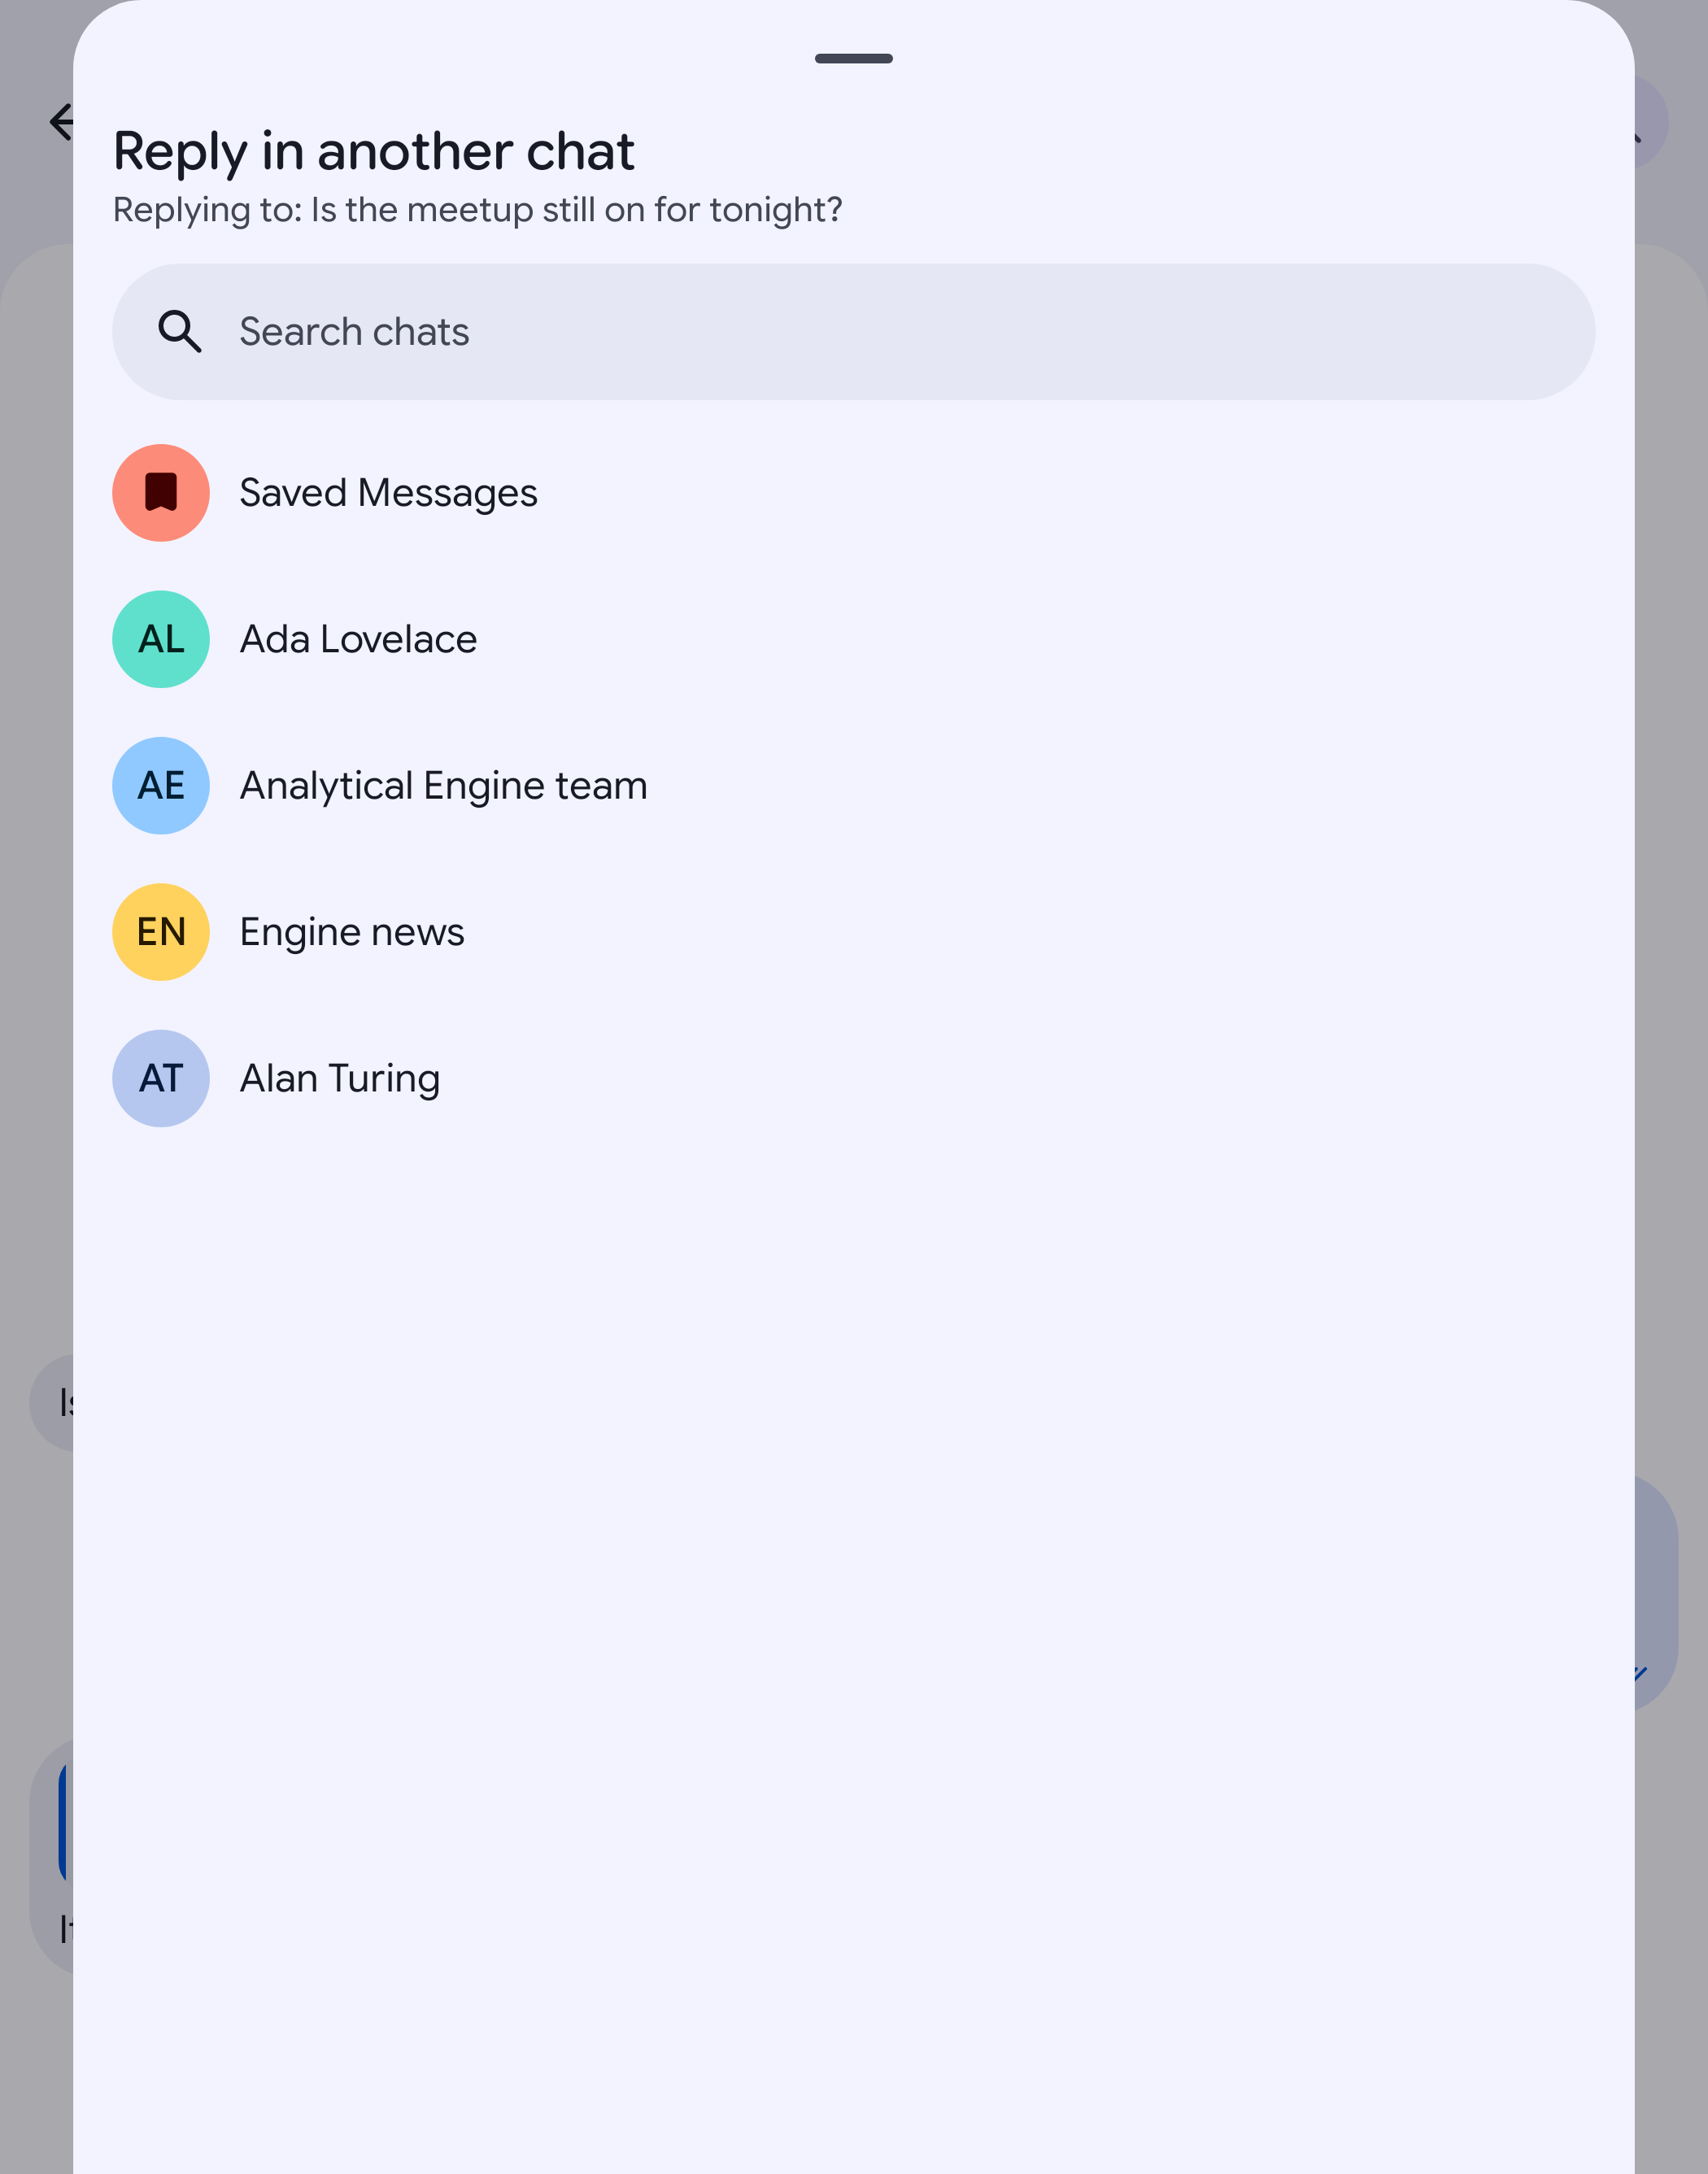 Reply in another chat
Replying to: Is the meetup still on for tonight?
Search chats
Saved Messages
AL Ada Lovelace
AE Analytical Engine team
EN Engine news
AT Alan Turing